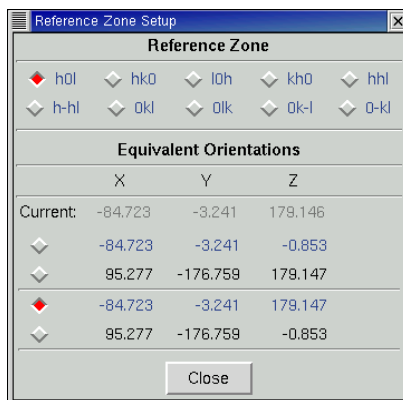 Reference Zone Setup
Reference Zone
h0l hk0 l0h kh0 hhl
h-hl 0kl 0lk 0k-l 0-kl
Equivalent Orientations
X Y Z
Current: -84.723 -3.241 179.146
-84.723 -3.241 -0.853
95.277 -176.759 179.147
-84.723 -3.241 179.147
95.277 -176.759 -0.853
Close